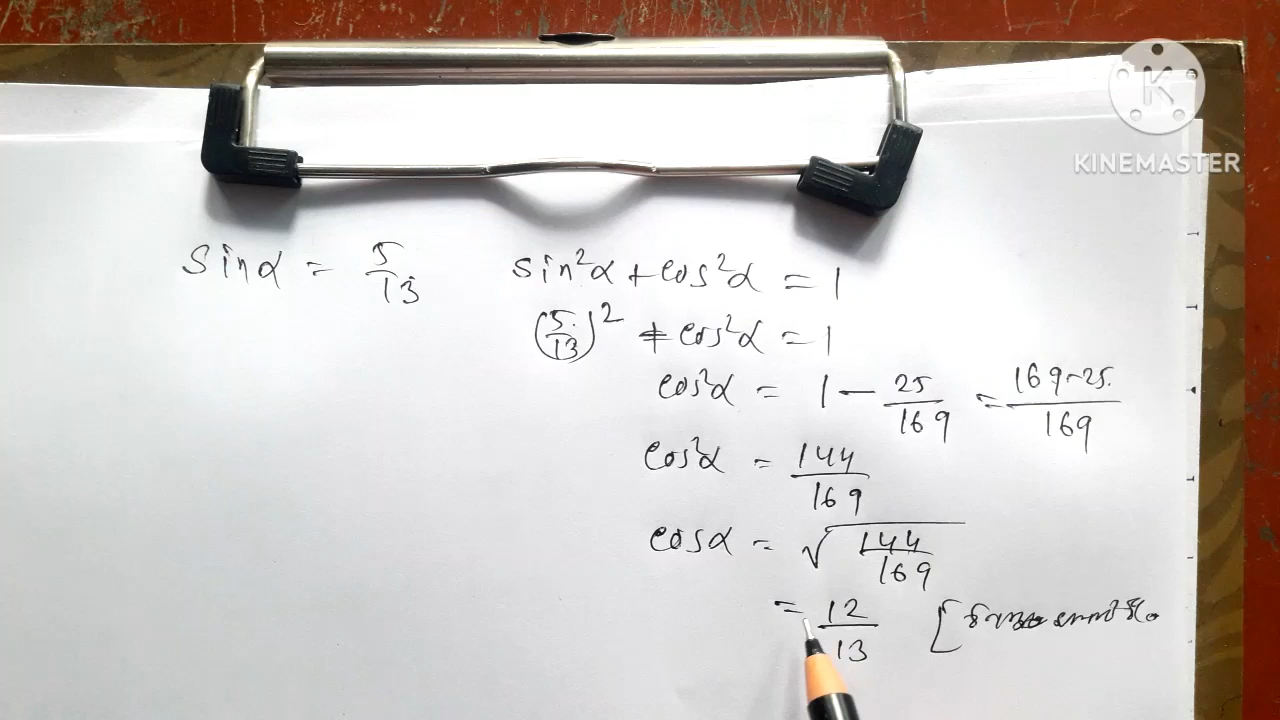 KINEMASTER
sinα = 5/13
sin²α + cos²α = 1
(5/13)² + cos²α = 1
cos²α = 1 - 25/169 = 169-25/169
cos²α = 144/169
cosα = √144/169
= 12/13 [